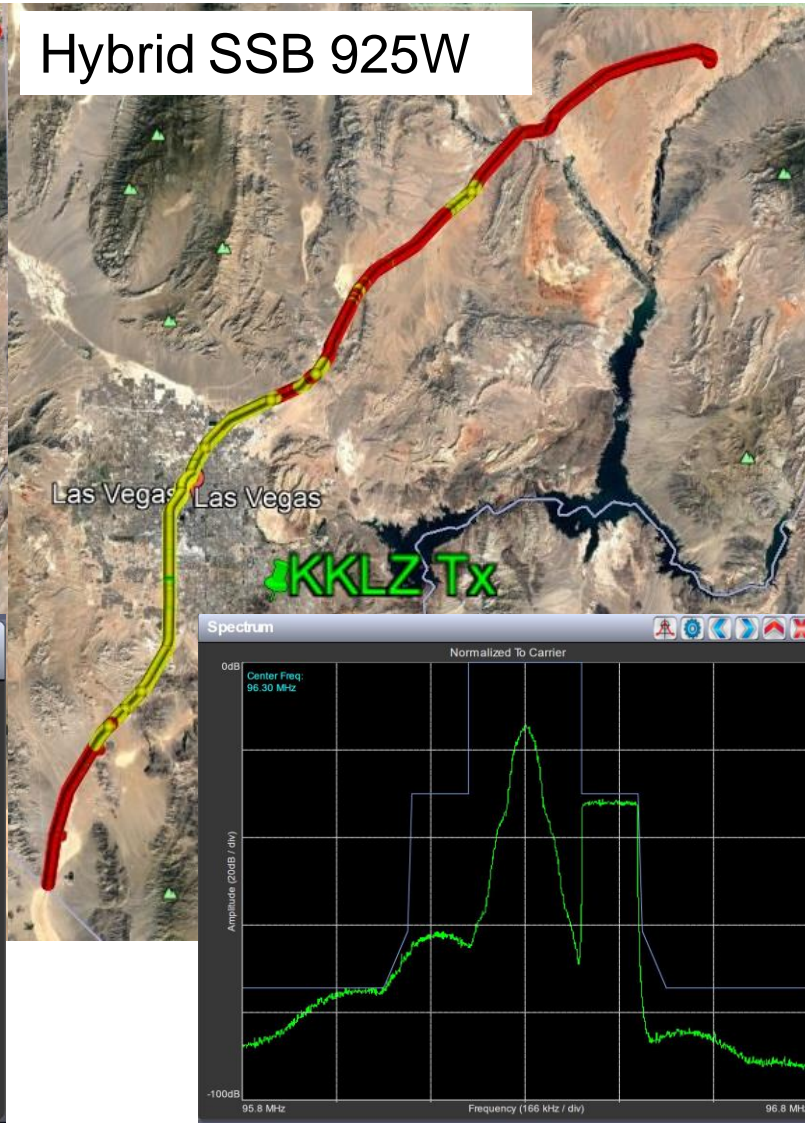 Hybrid SSB 925W
Las Vegas
Las Vegas
KKLZ Tx
Spectrum
Normalized To Carrier
0dB
Center Freq:
96.30 MHz
Amplitude (20dB / div)
-100dB
95.8 MHz
Frequency (166 kHz / div)
96.8 MH